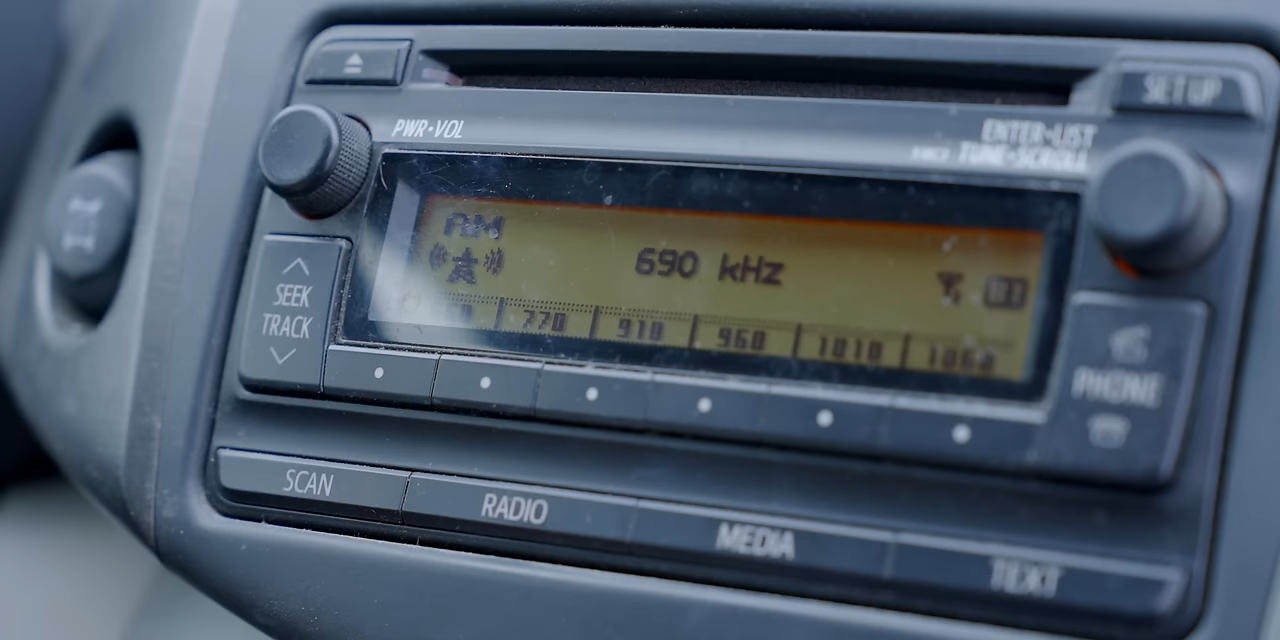 SET UP
PWR•VOL
ENTER•LIST
TUNE•SCROLL
AM
690 kHz
SEEK
TRACK
770 910 960 1010 1060
PHONE
SCAN
RADIO
MEDIA
TEXT